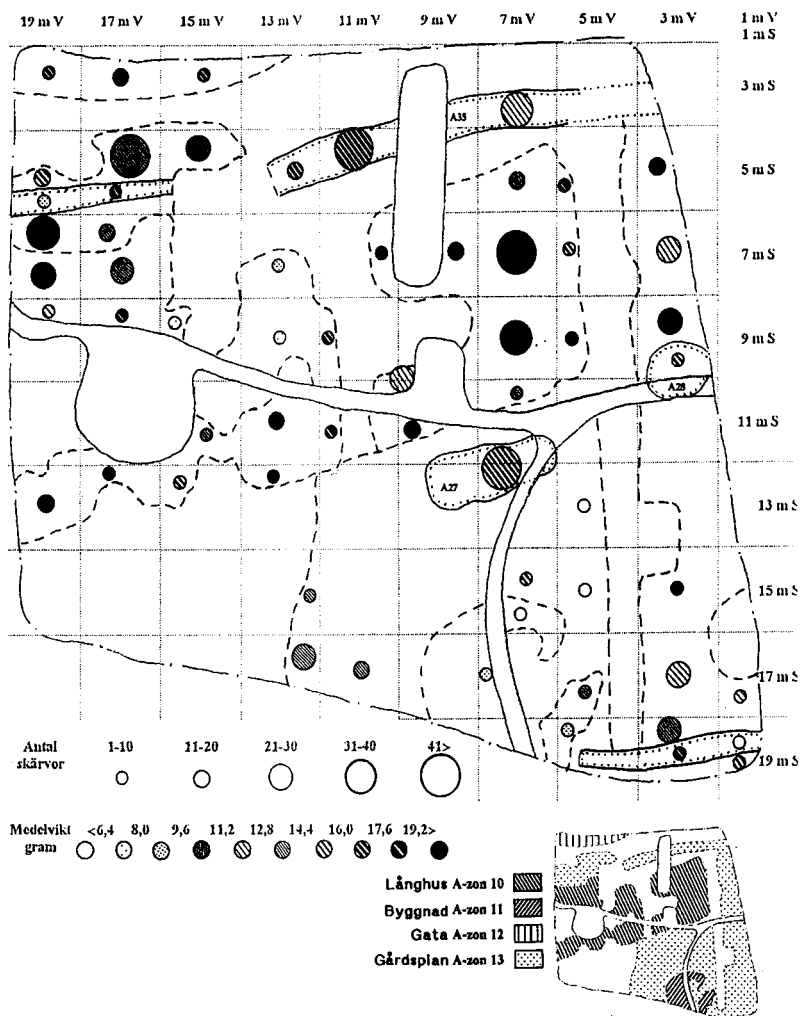 19 m V 17 m V 15 m V 13 m V 11 m V 9 m V 7 m V 5 m V 3 m V 1 m V
1 m S
3 m S
A35
5 m S
7 m S
9 m S
A28
11 m S
A27
13 m S
15 m S
17 m S
19 m S
Antal skärvor 1-10 11-20 21-30 31-40 41>
Medelvikt gram <6,4 8,0 9,6 11,2 12,8 14,4 16,0 17,6 19,2>
Långhus A-zon 10
Byggnad A-zon 11
Gata A-zon 12
Gårdsplan A-zon 13